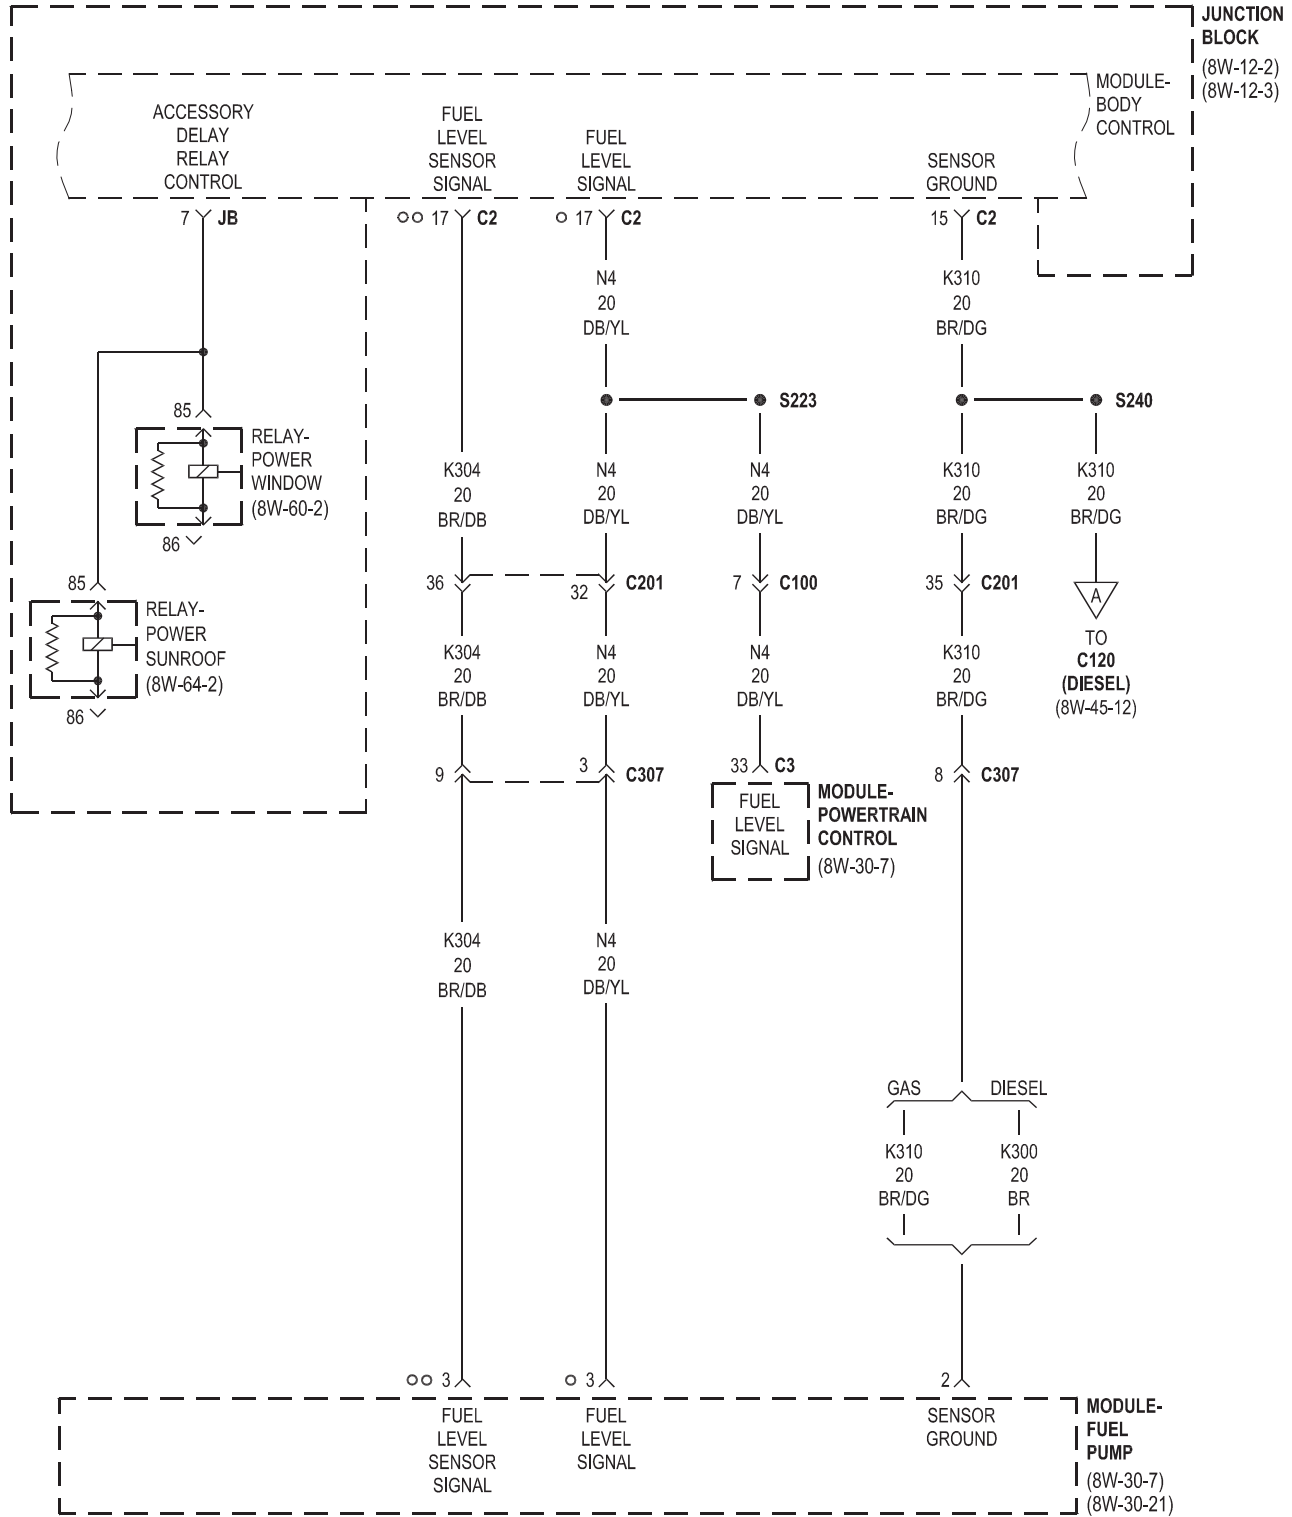 JUNCTION
BLOCK
(8W-12-2)
(8W-12-3)
MODULE-
BODY
CONTROL
ACCESSORY
DELAY
RELAY
CONTROL
FUEL
LEVEL
SENSOR
SIGNAL
FUEL
LEVEL
SIGNAL
SENSOR
GROUND
7 JB
17 C2
17 C2
15 C2
N4
20
DB/YL
K310
20
BR/DG
S223
S240
85
RELAY-
POWER
WINDOW
(8W-60-2)
86
K304
20
BR/DB
N4
20
DB/YL
N4
20
DB/YL
K310
20
BR/DG
K310
20
BR/DG
85
RELAY-
POWER
SUNROOF
(8W-64-2)
86
36
32 C201
7 C100
35 C201
A
TO
C120
(DIESEL)
(8W-45-12)
K304
20
BR/DB
N4
20
DB/YL
N4
20
DB/YL
K310
20
BR/DG
9
3 C307
33 C3
8 C307
FUEL
LEVEL
SIGNAL
MODULE-
POWERTRAIN
CONTROL
(8W-30-7)
K304
20
BR/DB
N4
20
DB/YL
GAS
DIESEL
K310
20
BR/DG
K300
20
BR
3
3
2
FUEL
LEVEL
SENSOR
SIGNAL
FUEL
LEVEL
SIGNAL
SENSOR
GROUND
MODULE-
FUEL
PUMP
(8W-30-7)
(8W-30-21)